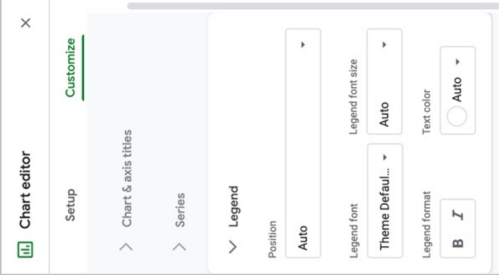 Chart editor
Setup Customize
Chart & axis titles
Series
Legend
Position
Auto
Legend font Legend font size
Theme Defaul... Auto
Legend format Text color
B I Auto